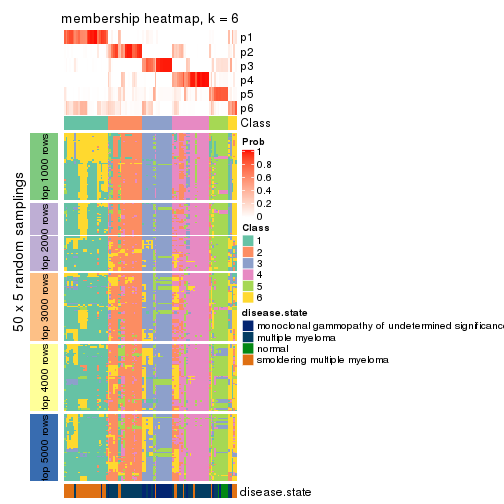 membership heatmap, k = 6
p1
p2
p3
p4
p5
p6
Class
Prob
1
0.8
0.6
0.4
0.2
0
Class
1
2
3
4
5
6
disease.state
monoclonal gammopathy of undetermined significance
multiple myeloma
normal
smoldering multiple myeloma
50 x 5 random samplings
top 1000 rows
top 2000 rows
top 3000 rows
top 4000 rows
top 5000 rows
disease.state